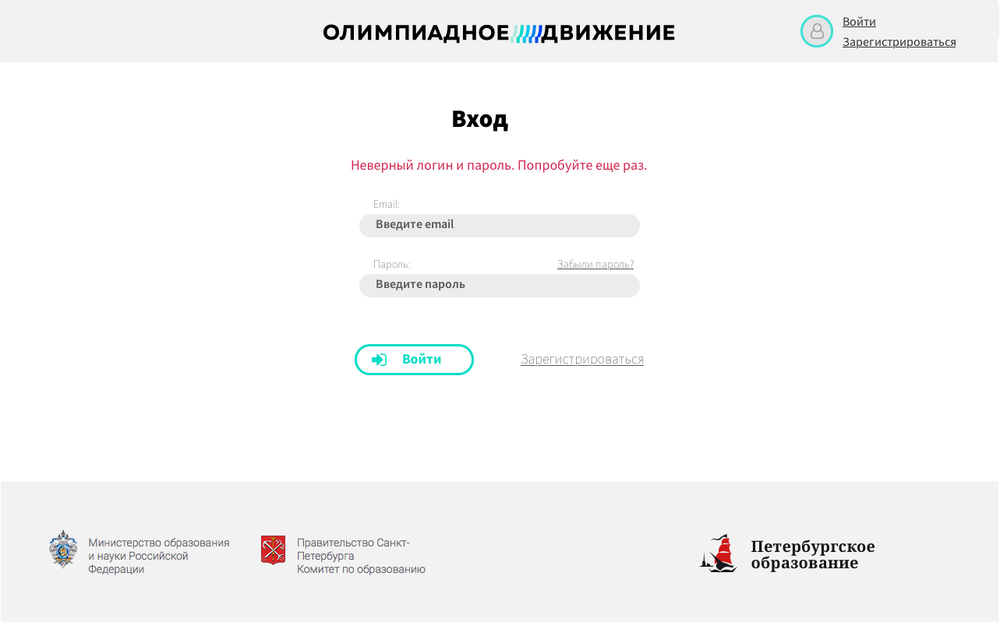 ОЛИМПИАДНОЕ ДВИЖЕНИЕ
Войти
Зарегистрироваться
Вход
Неверный логин и пароль. Попробуйте еще раз.
Email:
Введите email
Пароль:
Забыли пароль?
Введите пароль
Войти
Зарегистрироваться
Министерство образования
и науки Российской
Федерации
Правительство Санкт-
Петербурга
Комитет по образованию
Петербургское
образование